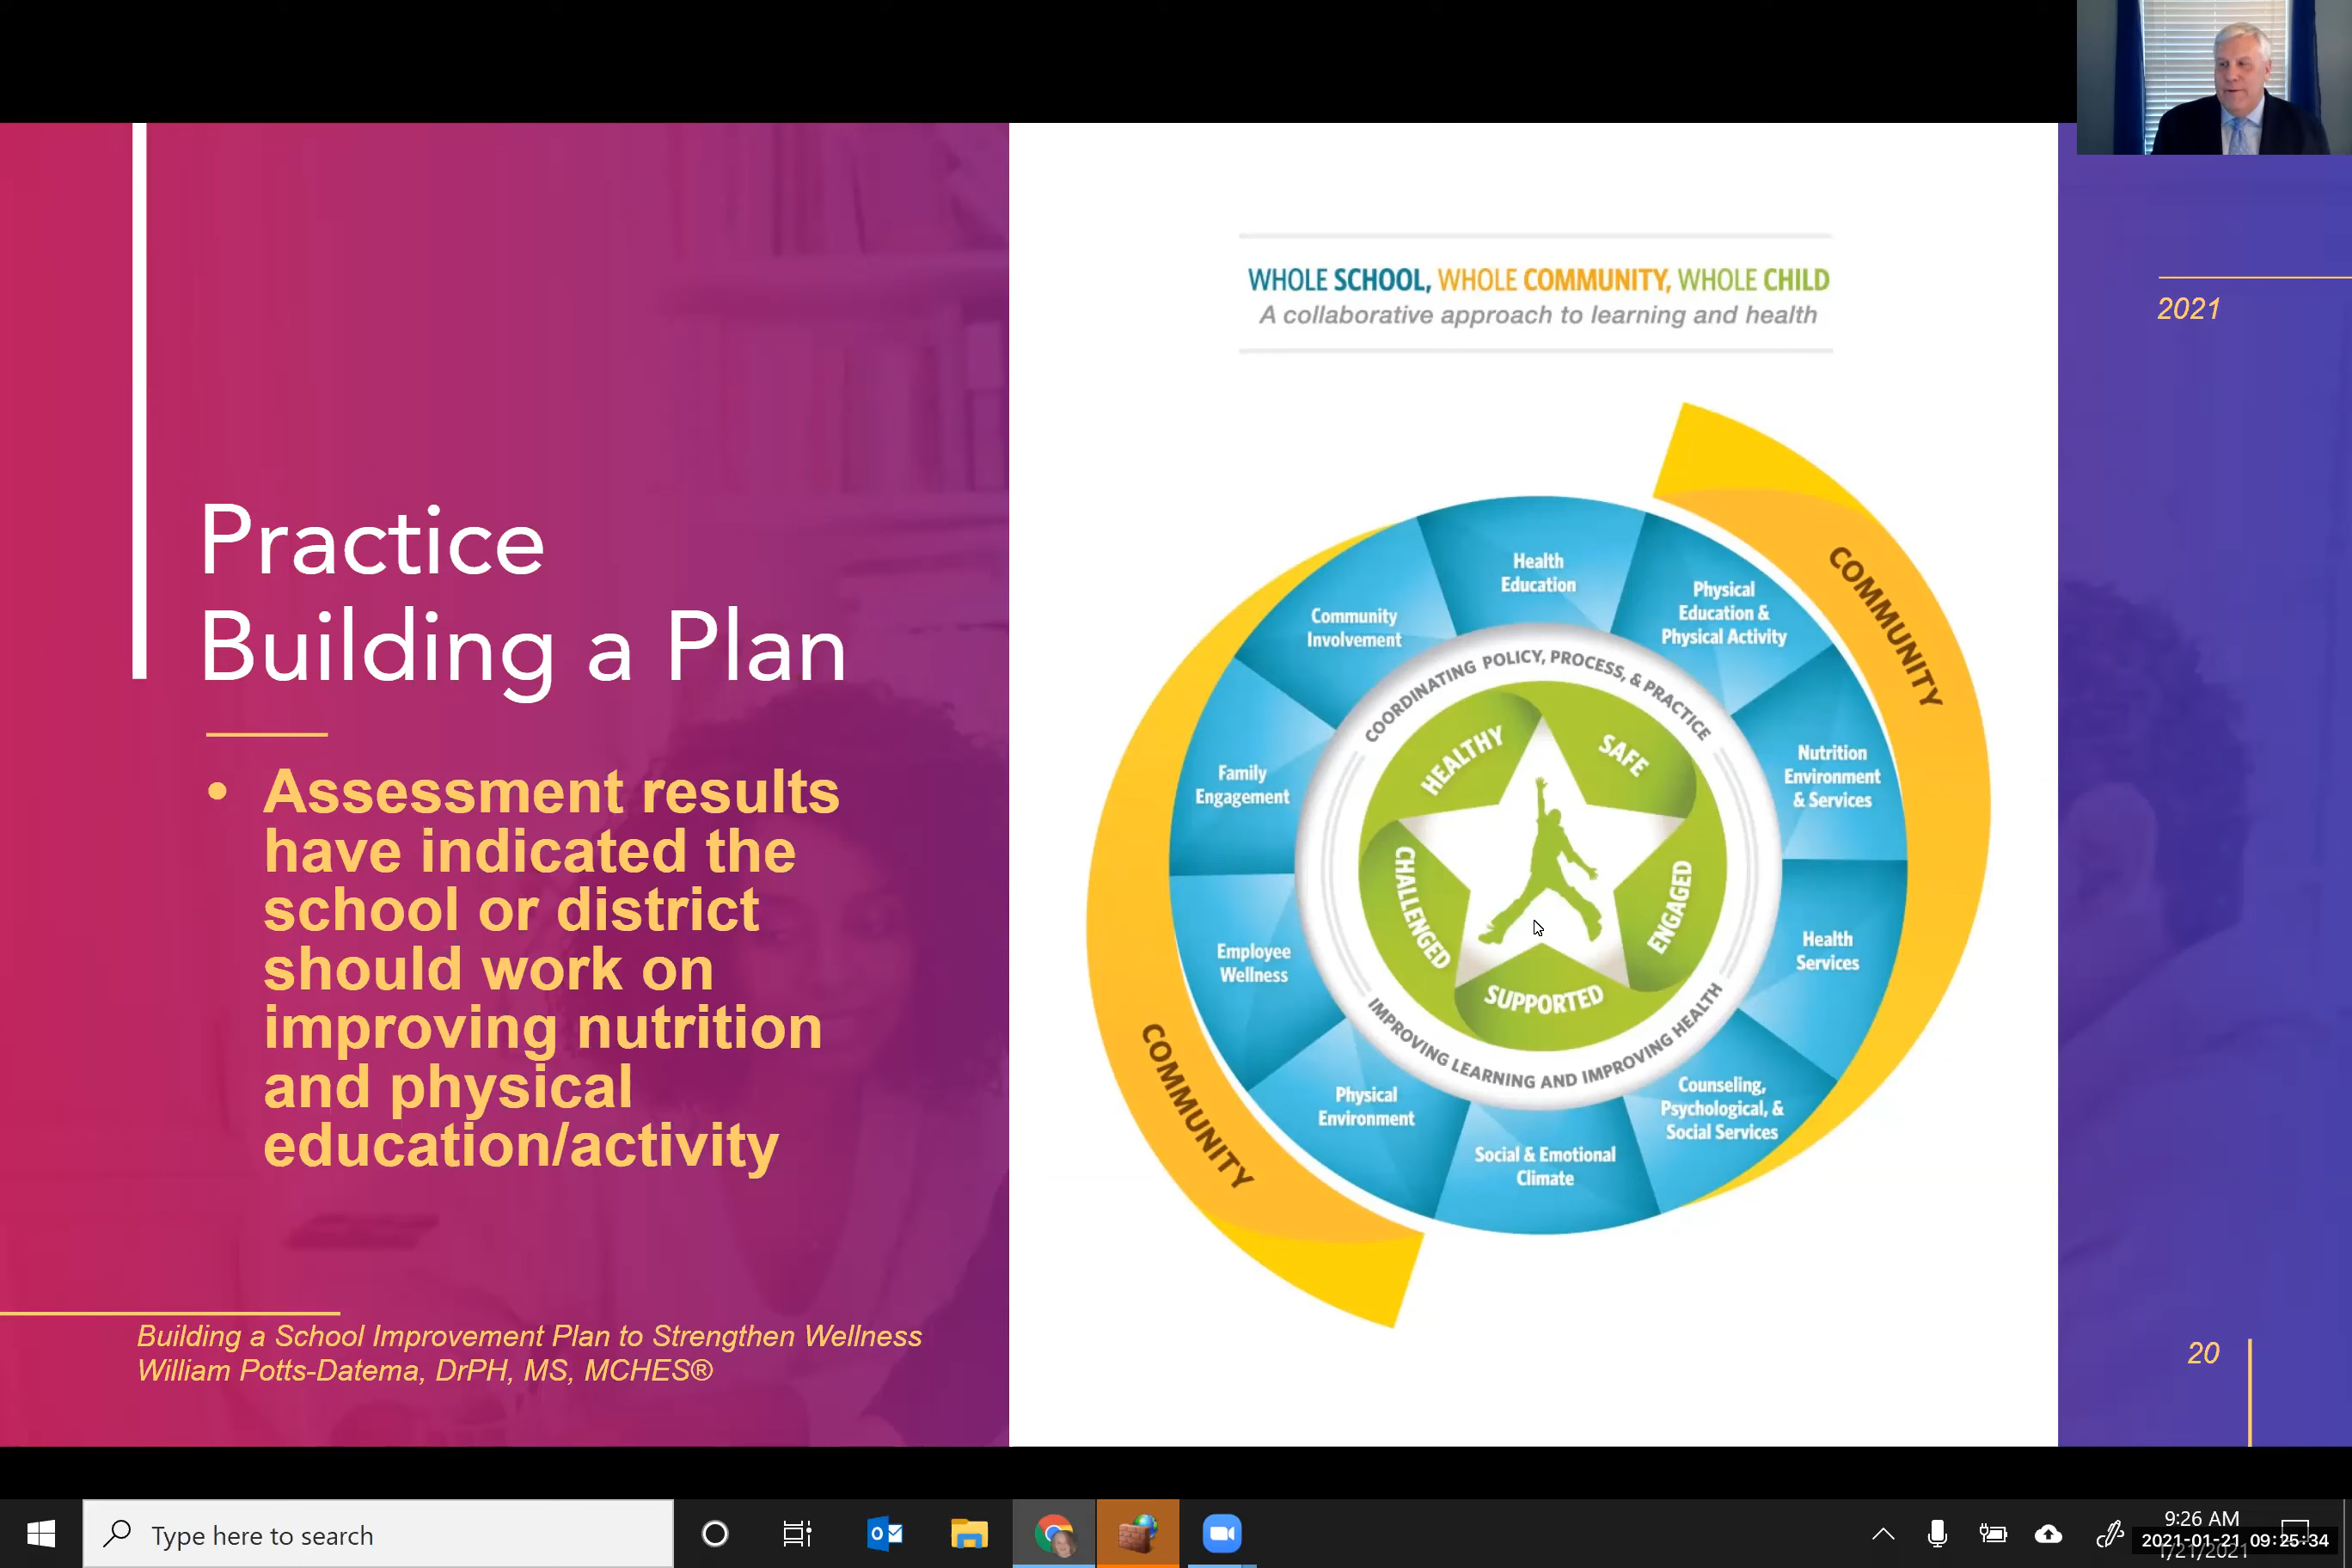 Practice
Building a Plan
• Assessment results
have indicated the
school or district
should work on
improving nutrition
and physical
education/activity
Building a School Improvement Plan to Strengthen Wellness
William Potts-Datema, DrPH, MS, MCHES®
WHOLE SCHOOL, WHOLE COMMUNITY, WHOLE CHILD
A collaborative approach to learning and health
COMMUNITY
Health
Education
Physical
Education &
Physical Activity
Nutrition
Environment
& Services
Health
Services
Counseling,
Psychological, &
Social Services
Social & Emotional
Climate
Physical
Environment
Employee
Wellness
Family
Engagement
Community
Involvement
COORDINATING POLICY, PROCESS, & PRACTICE
IMPROVING LEARNING AND IMPROVING HEALTH
HEALTHY
SAFE
ENGAGED
SUPPORTED
CHALLENGED
COMMUNITY
2021
20
Type here to search
9:26 AM
2021-01-21 09:25:34
1/21/2021